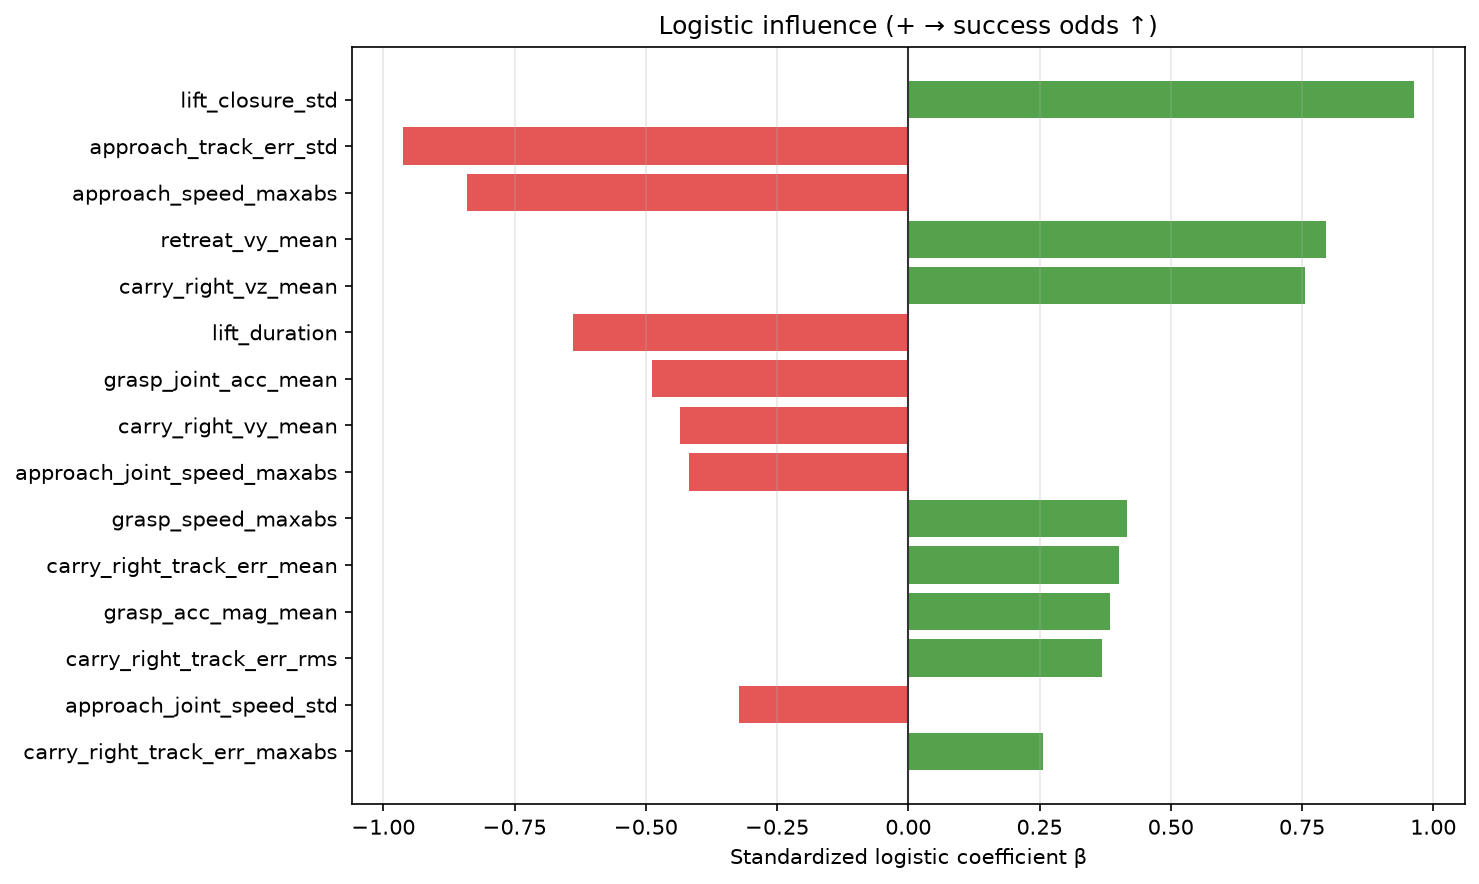 Logistic influence (+ → success odds ↑)
lift_closure_std
approach_track_err_std
approach_speed_maxabs
retreat_vy_mean
carry_right_vz_mean
lift_duration
grasp_joint_acc_mean
carry_right_vy_mean
approach_joint_speed_maxabs
grasp_speed_maxabs
carry_right_track_err_mean
grasp_acc_mag_mean
carry_right_track_err_rms
approach_joint_speed_std
carry_right_track_err_maxabs
−1.00 −0.75 −0.50 −0.25 0.00 0.25 0.50 0.75 1.00
Standardized logistic coefficient β